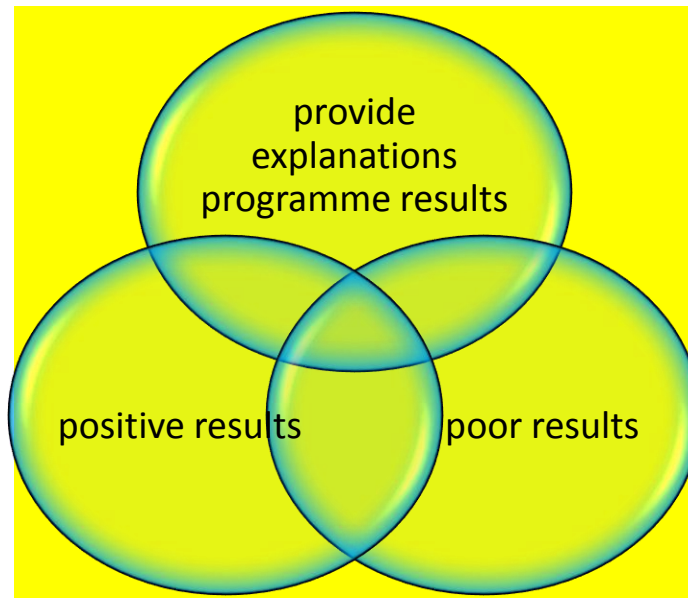 provide
explanations
programme results
positive results
poor results